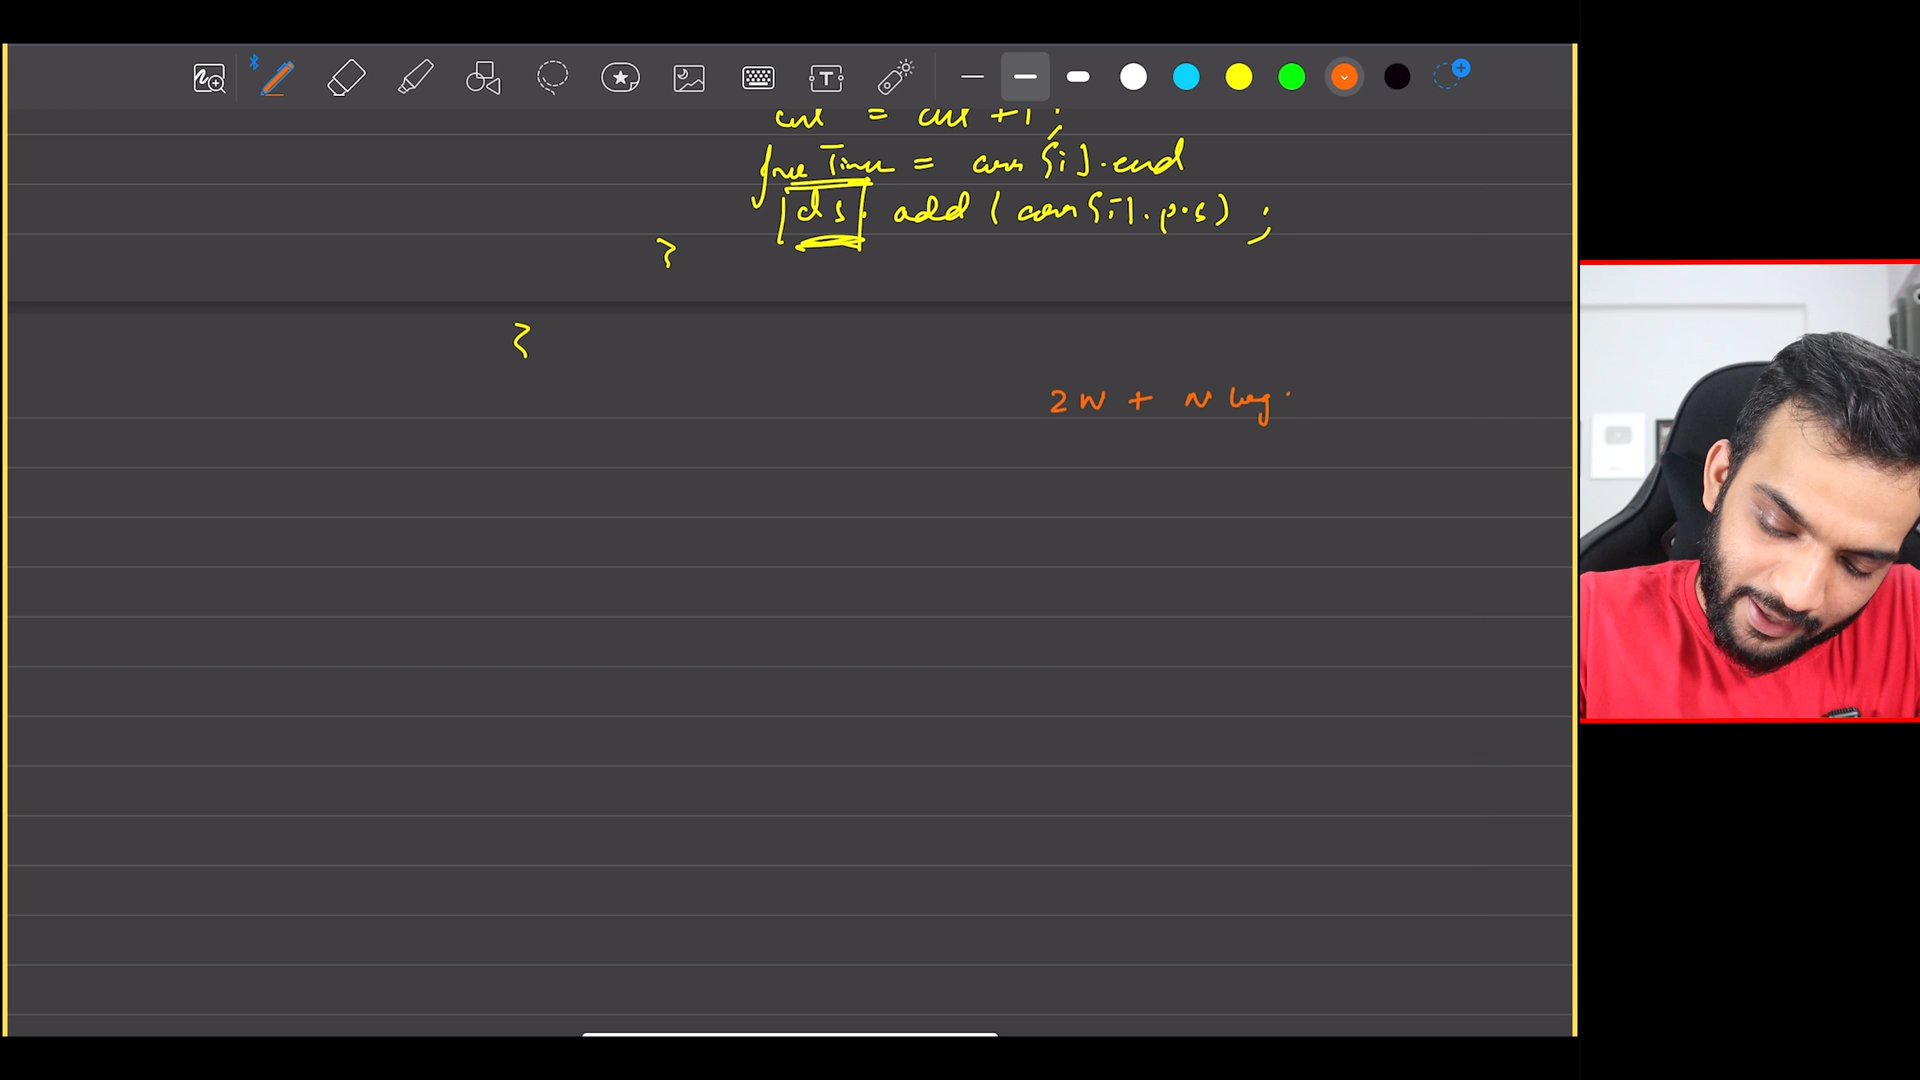 cnt = cnt + 1 ;
freeTime = arr[i].end
ds. add ( arr[i].pos ) ;
}
}
2N + N log
T